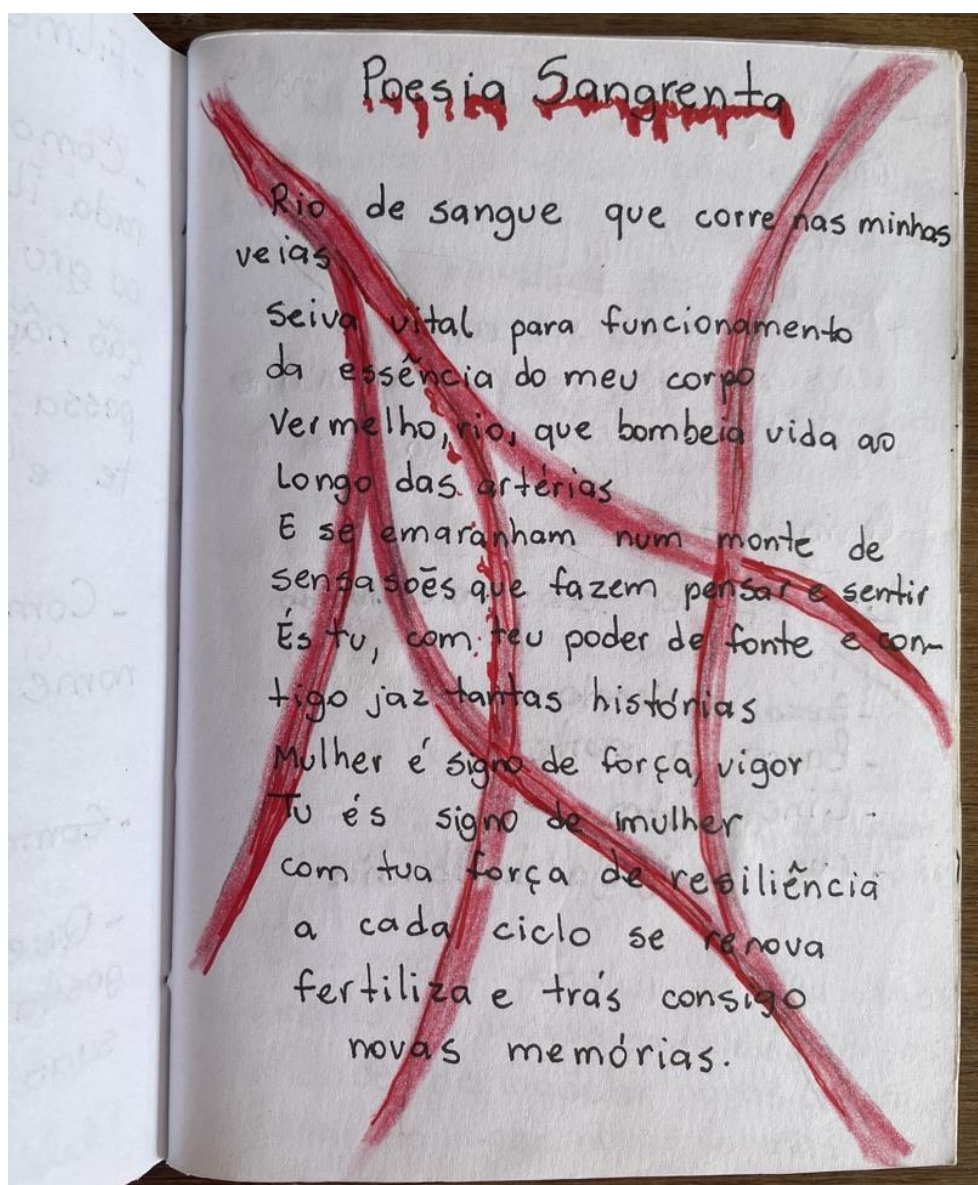 Poesia Sangrenta
Rio de sangue que corre nas minhas
veias
Seiva vital para funcionamento
da essência do meu corpo
Vermelho, rio, que bombeia vida ao
Longo das artérias
E se emaranham num monte de
sensasões que fazem pensar e sentir
És tu, com teu poder de fonte e con-
tigo jaz tantas histórias
Mulher é signo de força, vigor
Tu és signo de mulher
com tua força de resiliência
a cada ciclo se renova
fertiliza e trás consigo
novas memórias.